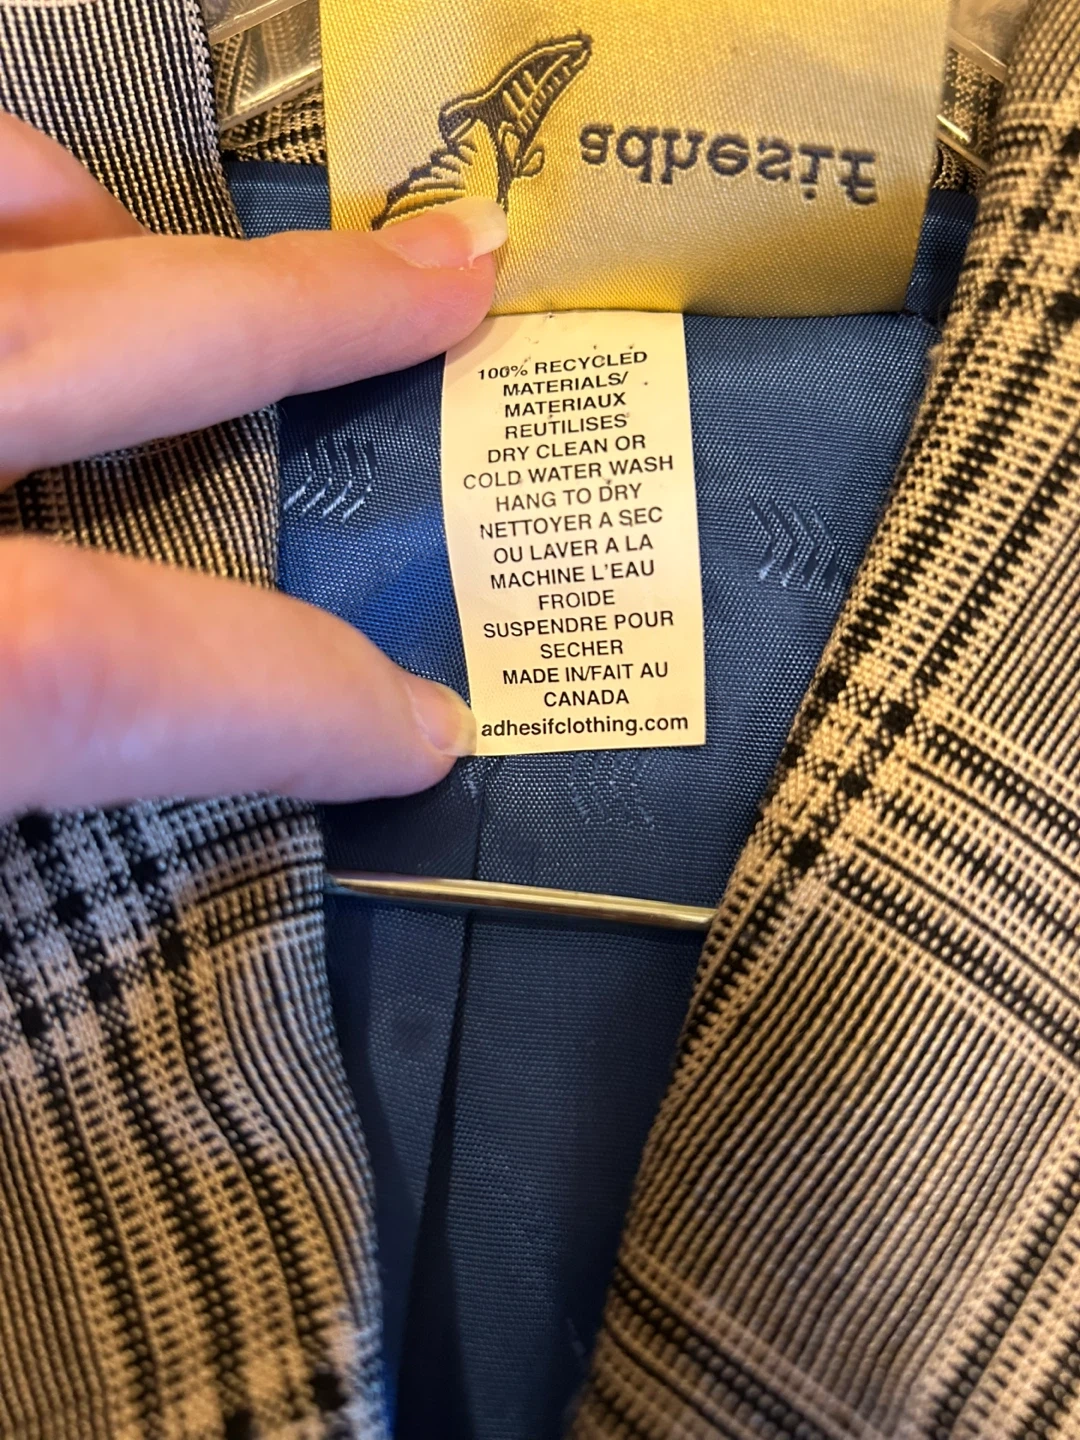 adhesif
100% RECYCLED
MATERIALS/
MATERIAUX
REUTILISES
DRY CLEAN OR
COLD WATER WASH
HANG TO DRY
NETTOYER A SEC
OU LAVER A LA
MACHINE L'EAU
FROIDE
SUSPENDRE POUR
SECHER
MADE IN/FAIT AU
CANADA
adhesifclothing.com